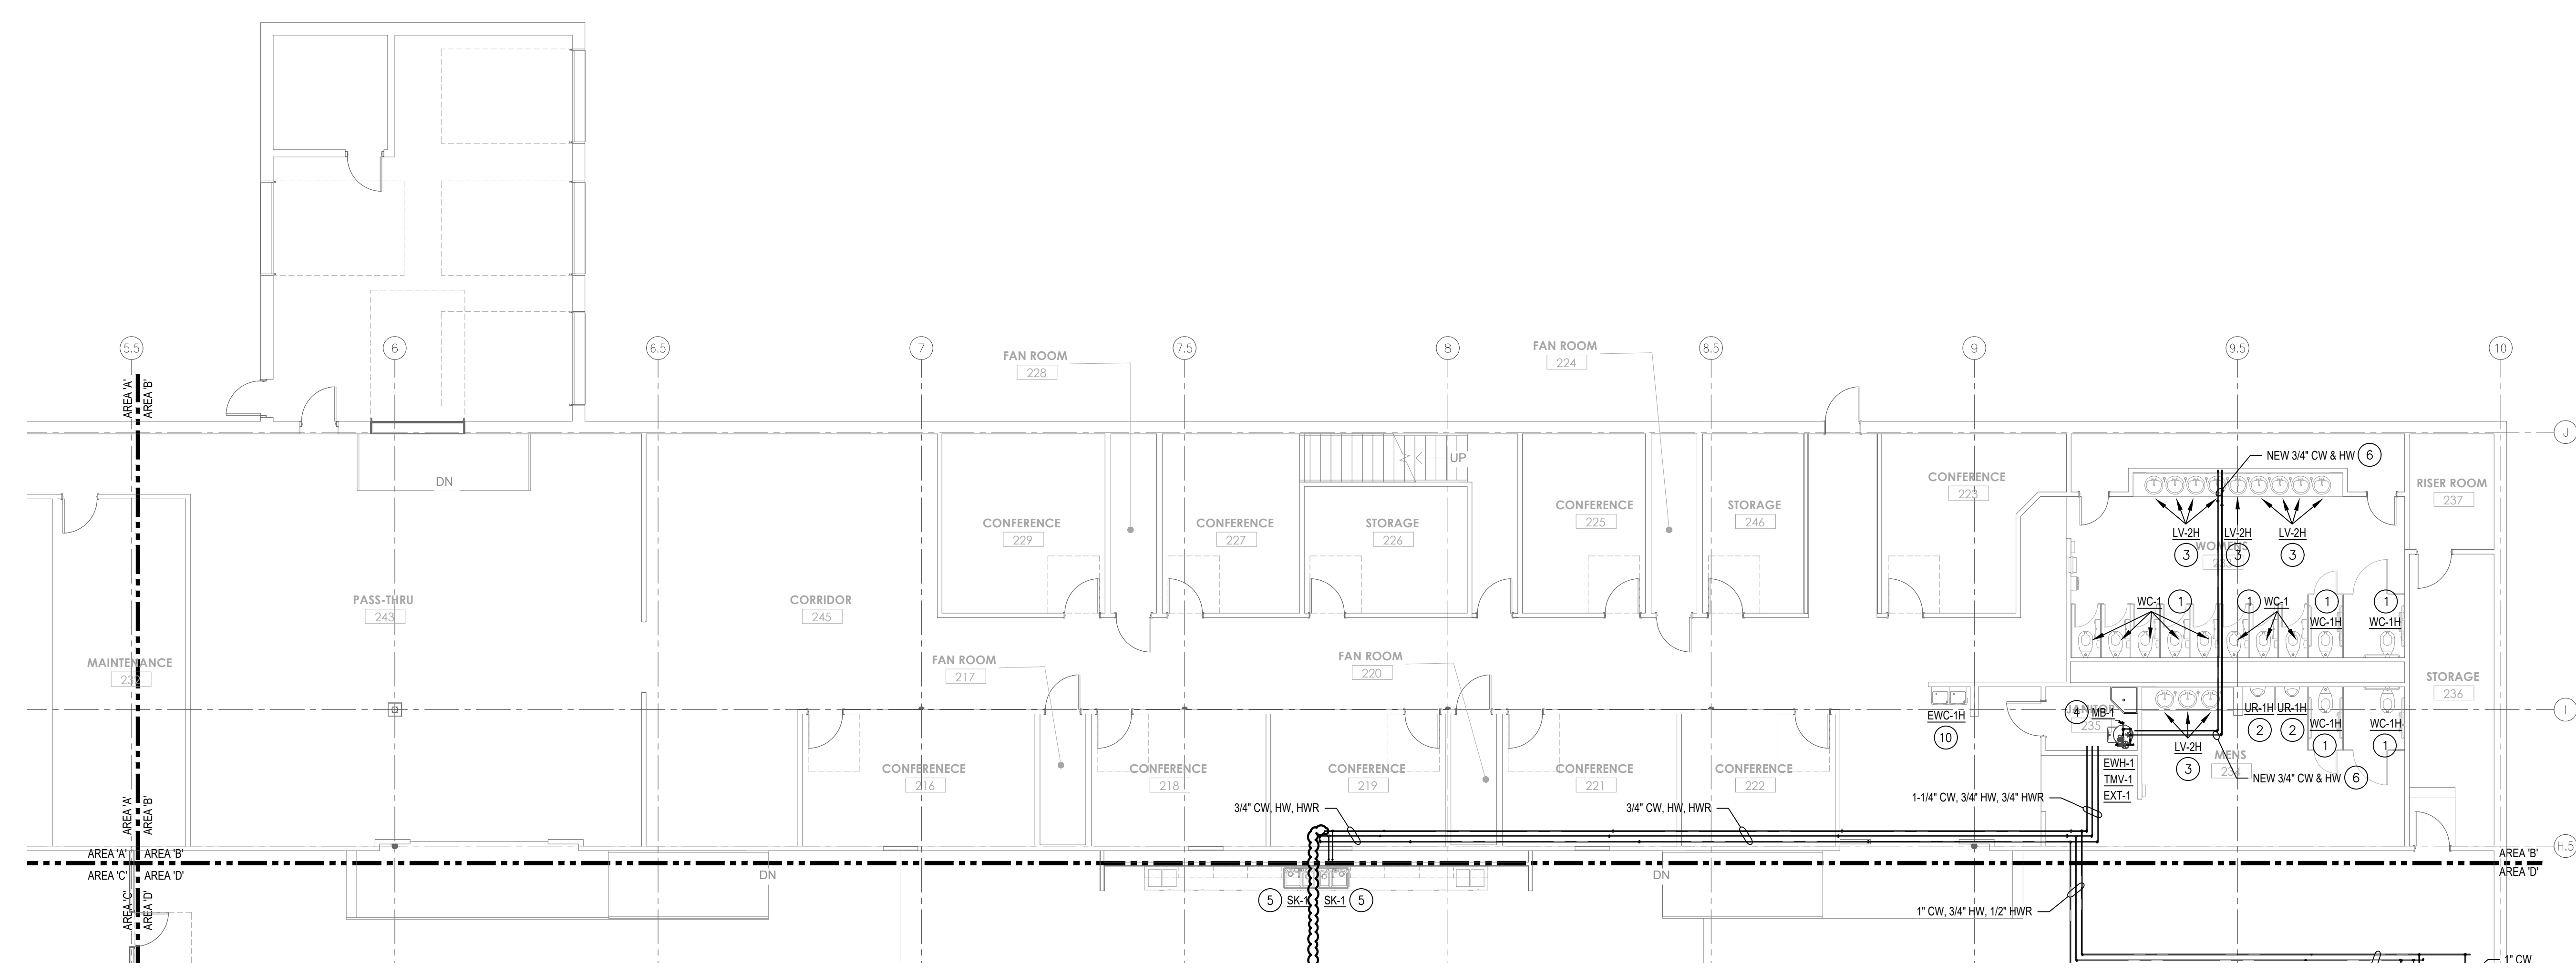 5.5
6
6.5
7
7.5
8
8.5
9
9.5
10
FAN ROOM
228
FAN ROOM
224
AREA 'A'
AREA 'B'
J
UP
DN
NEW 3/4" CW & HW 6
CONFERENCE
223
RISER ROOM
237
CONFERENCE
229
CONFERENCE
227
STORAGE
226
CONFERENCE
225
STORAGE
246
LV-2H
3
LV-2H
3
LV-2H
3
WOMENS
PASS-THRU
243
CORRIDOR
245
WC-1 1
1 WC-1
1
WC-1H
1
WC-1H
MAINTENANCE
232
FAN ROOM
217
FAN ROOM
220
STORAGE
236
EWC-1H
10
4 MB-1
JANITOR
235
UR-1H
2
UR-1H
2
WC-1H
1
WC-1H
1
I
LV-2H
3
MENS
NEW 3/4" CW & HW 6
EWH-1
TMV-1
EXT-1
CONFERENECE
216
CONFERENCE
218
CONFERENCE
219
CONFERENCE
221
CONFERENCE
222
3/4" CW, HW, HWR
3/4" CW, HW, HWR
1-1/4" CW, 3/4" HW, 3/4" HWR
AREA 'A'
AREA 'B'
AREA 'A'
AREA 'B'
AREA 'C'
AREA 'D'
AREA 'C'
AREA 'D'
H.5
AREA 'B'
AREA 'D'
DN
DN
5 SK-1
SK-1 5
1" CW, 3/4" HW, 1/2" HWR
1" CW